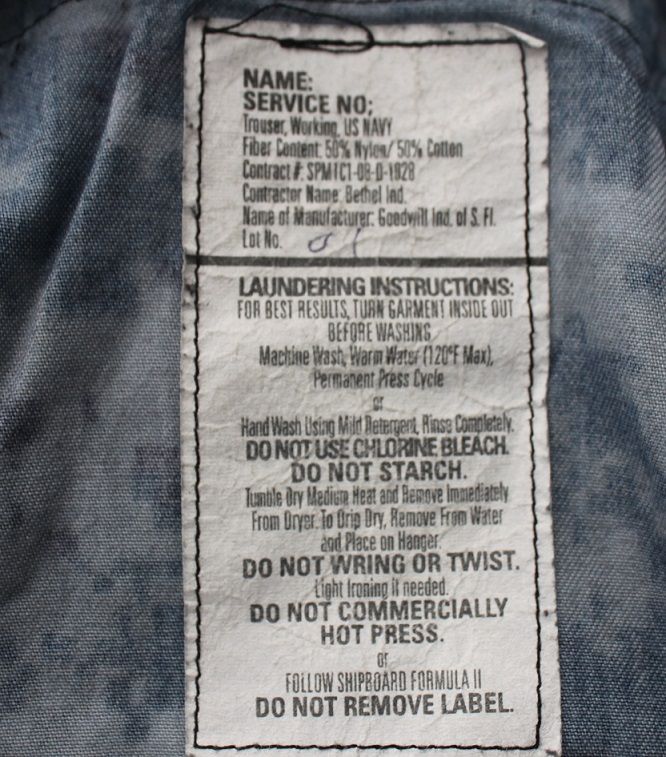 NAME:
SERVICE NO;
Trouser, Working, US NAVY
Fiber Content: 50% Nylon/ 50% Cotton
Contract #: SPM1C1-08-D-1928
Contractor Name: Bethel Ind.
Name of Manufacturer: Goodwill Ind. of S. Fl.
Lot No.
LAUNDERING INSTRUCTIONS:
FOR BEST RESULTS, TURN GARMENT INSIDE OUT
BEFORE WASHING
Machine Wash, Warm Water (120°F Max),
Permanent Press Cycle
or
Hand Wash Using Mild Detergent, Rinse Completely.
DO NOT USE CHLORINE BLEACH.
DO NOT STARCH.
Tumble Dry Medium Heat and Remove Immediately
From Dryer. To Drip Dry, Remove From Water
and Place on Hanger.
DO NOT WRING OR TWIST.
Light Ironing if needed.
DO NOT COMMERCIALLY
HOT PRESS.
or
FOLLOW SHIPBOARD FORMULA II
DO NOT REMOVE LABEL.